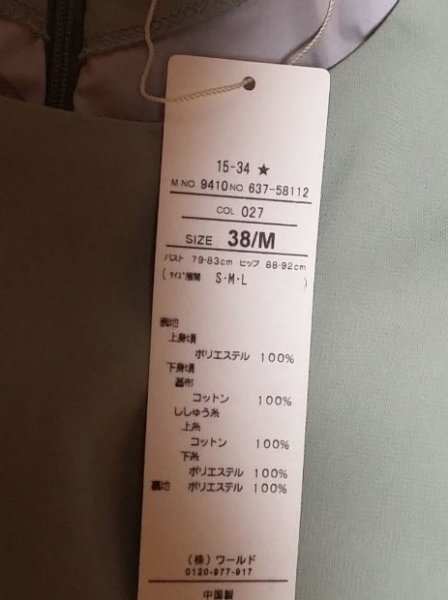 15-34 ★
M NO 9410 NO 637-58112
COL 027
SIZE 38/M
バスト 79-83cm ヒップ 88-92cm
(サイズ展開 S・M・L
表地
上身頃
ポリエステル 100%
下身頃
基布
コットン 100%
ししゅう糸
上糸
コットン 100%
下糸
ポリエステル 100%
裏地 ポリエステル 100%
(株) ワールド
0120-977-917
中国製